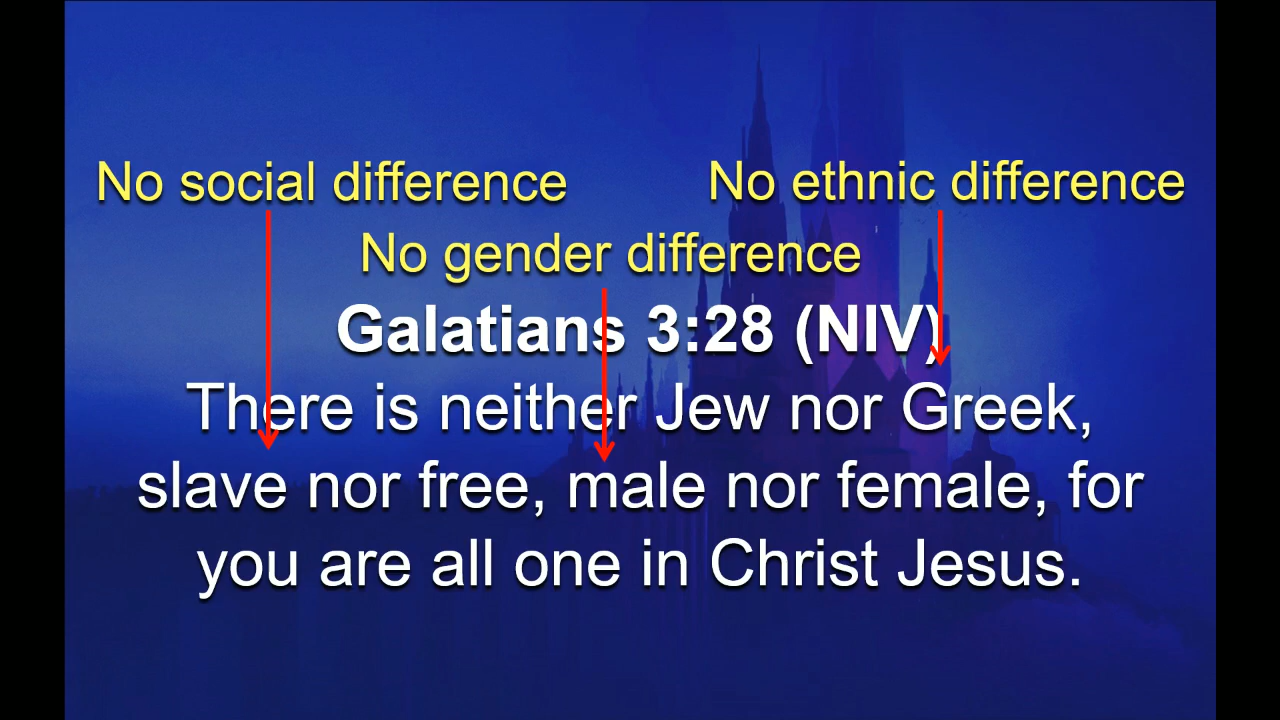 No social difference
No ethnic difference
No gender difference
Galatians 3:28 (NIV)
There is neither Jew nor Greek,
slave nor free, male nor female, for
you are all one in Christ Jesus.